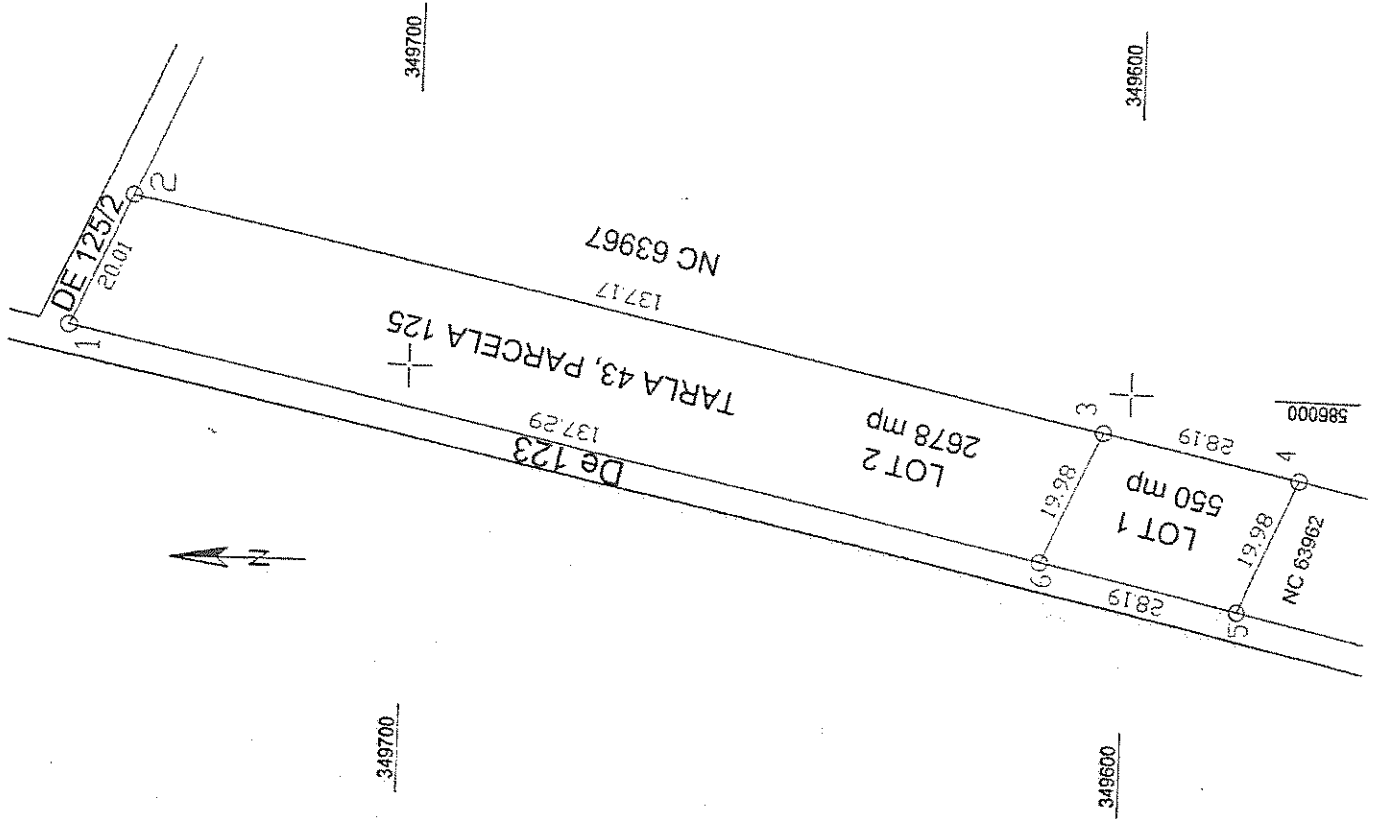 349700
DE 125/2
20.01
1
2
NC 63967
137.17
TARLA 43, PARCELA 125
137.29
De 123
LOT 2
2678 mp
N
349600
3
19.98
6
28.19
LOT 1
550 mp
28.19
586000
4
19.98
5
NC 63962
349700
349600